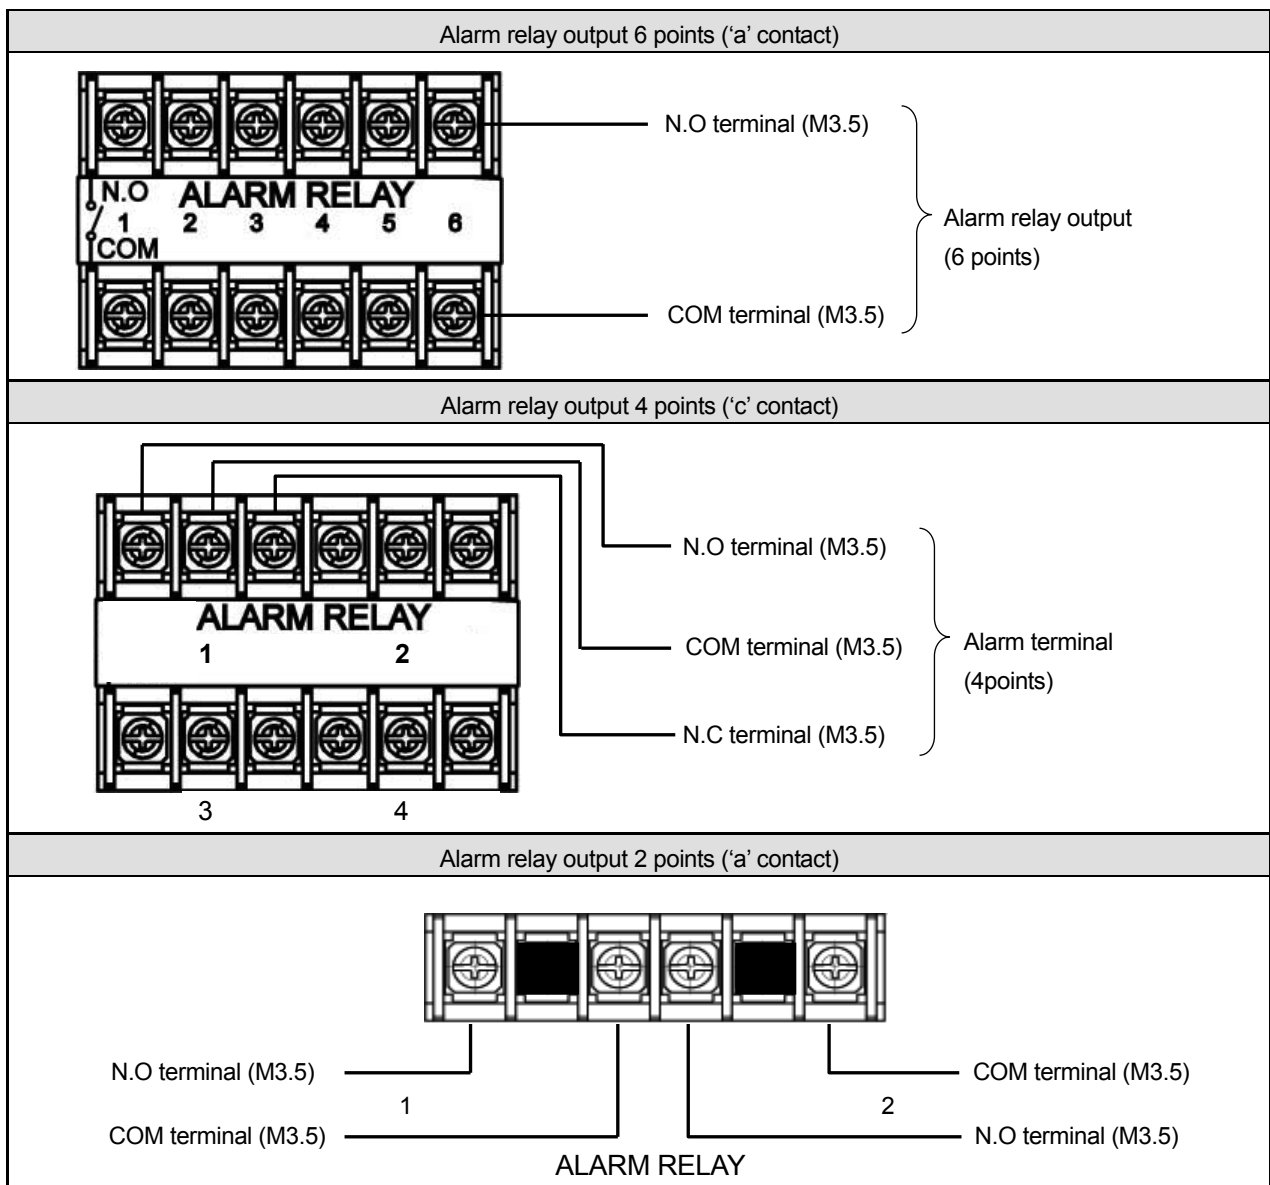 Alarm relay output 6 points (‘a’ contact)
N.O terminal (M3.5)
N.O ALARM RELAY
1 2 3 4 5 6
COM
Alarm relay output
(6 points)
COM terminal (M3.5)
Alarm relay output 4 points (‘c’ contact)
N.O terminal (M3.5)
ALARM RELAY
1 2
COM terminal (M3.5)
Alarm terminal
(4points)
N.C terminal (M3.5)
3 4
Alarm relay output 2 points (‘a’ contact)
N.O terminal (M3.5) COM terminal (M3.5)
1 2
COM terminal (M3.5) N.O terminal (M3.5)
ALARM RELAY